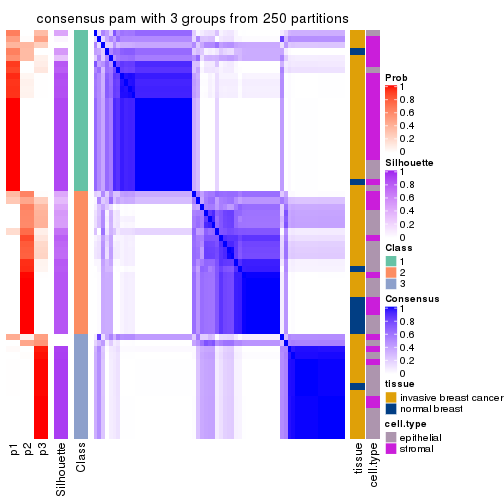 consensus pam with 3 groups from 250 partitions
Prob
1
0.8
0.6
0.4
0.2
0
Silhouette
1
0.8
0.6
0.4
0.2
0
Class
1
2
3
Consensus
1
0.8
0.6
0.4
0.2
0
tissue
invasive breast cancer
normal breast
cell.type
epithelial
stromal
p1
p2
p3
Silhouette
Class
tissue
cell.type